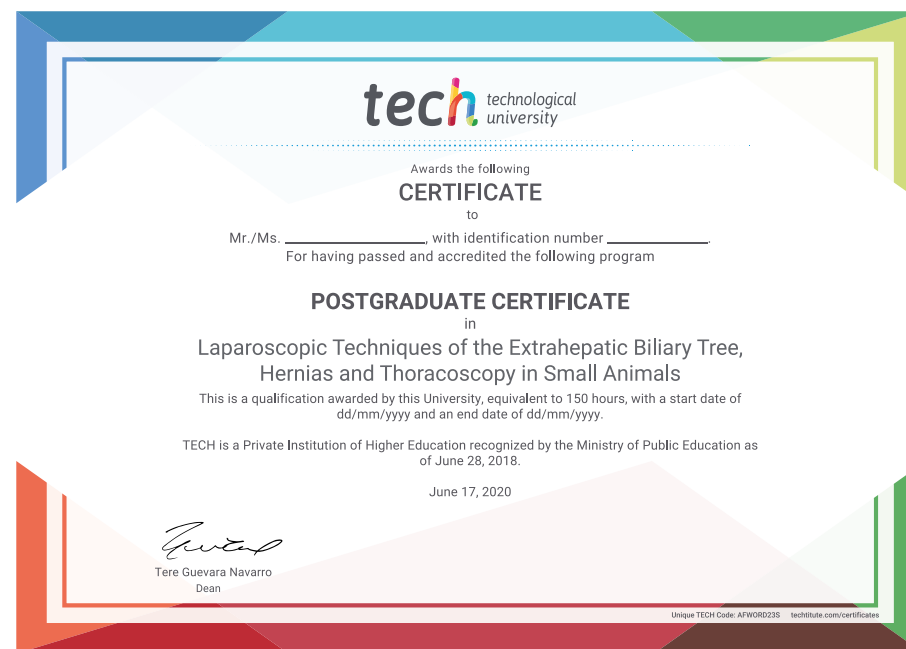 tech technological
university
Awards the following
CERTIFICATE
to
Mr./Ms. ____________________, with identification number ______________.
For having passed and accredited the following program
POSTGRADUATE CERTIFICATE
in
Laparoscopic Techniques of the Extrahepatic Biliary Tree,
Hernias and Thoracoscopy in Small Animals
This is a qualification awarded by this University, equivalent to 150 hours, with a start date of
dd/mm/yyyy and an end date of dd/mm/yyyy.
TECH is a Private Institution of Higher Education recognized by the Ministry of Public Education as
of June 28, 2018.
June 17, 2020
Tere Guevara Navarro
Dean
Unique TECH Code: AFWORD23S techtitute.com/certificates